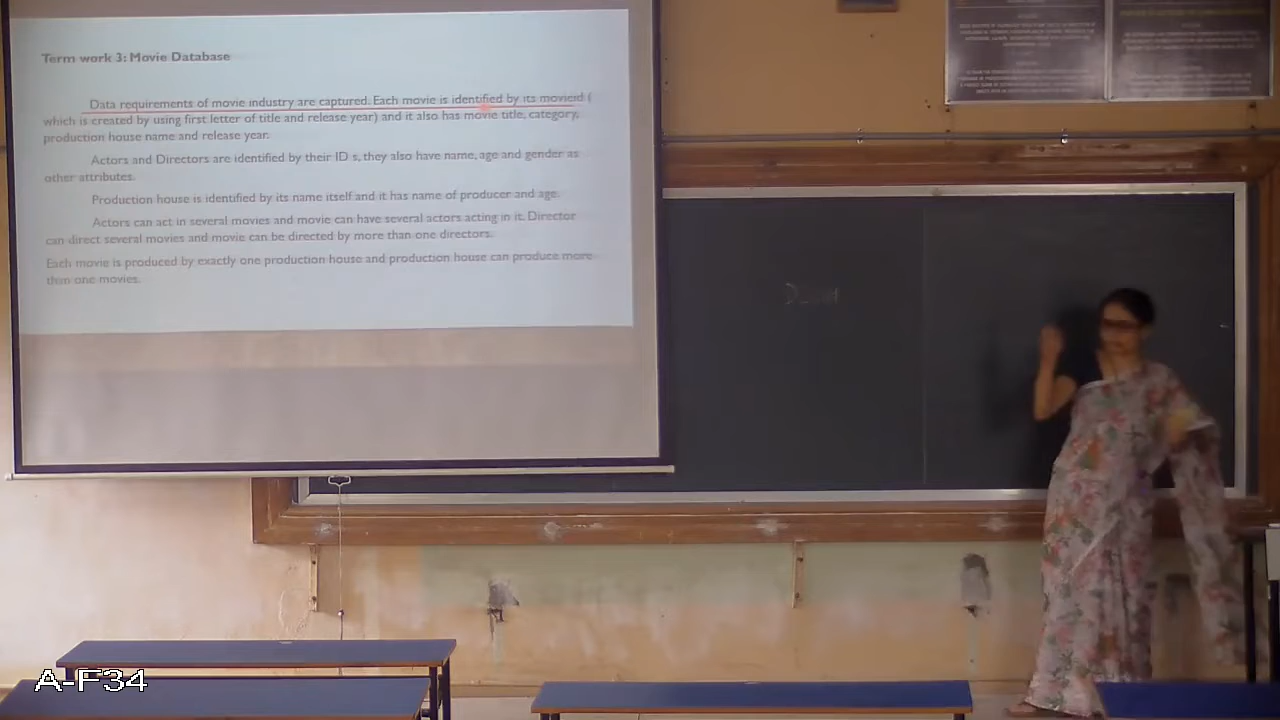 Term work 3: Movie Database
Data requirements of movie industry are captured. Each movie is identified by its movieid (
which is created by using first letter of title and release year) and it also has movie title, category,
production house name and release year.
Actors and Directors are identified by their ID s, they also have name, age and gender as
other attributes.
Production house is identified by its name itself and it has name of producer and age.
Actors can act in several movies and movie can have several actors acting in it. Director
can direct several movies and movie can be directed by more than one directors.
Each movie is produced by exactly one production house and production house can produce more
than one movies.
A-F34